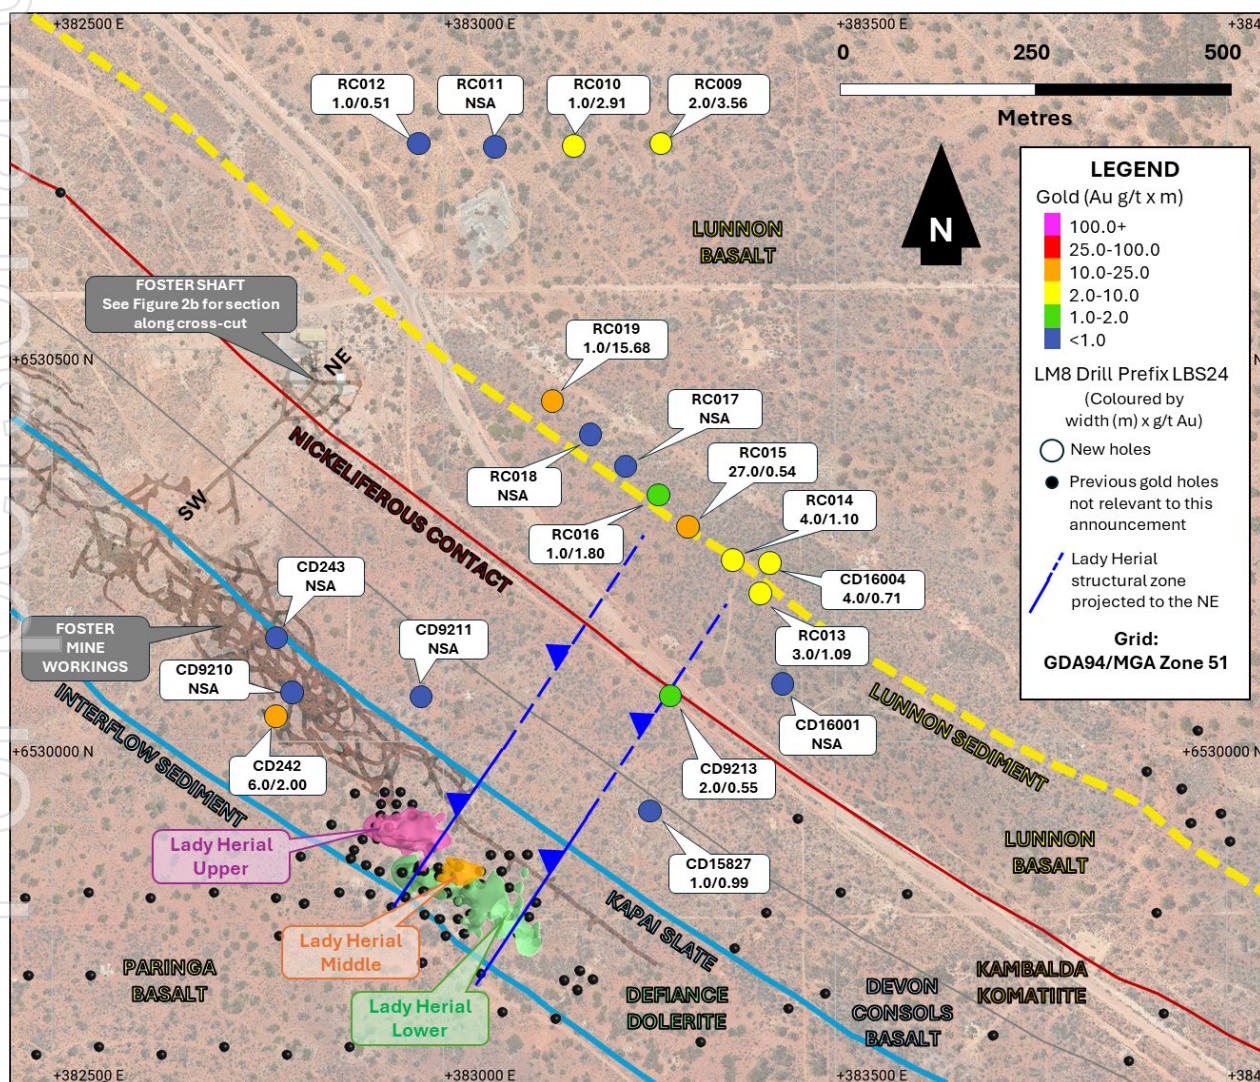 +382500 E
+383000 E
+383500 E
+384
0 250 500
Metres
RC012
1.0/0.51
RC011
NSA
RC010
1.0/2.91
RC009
2.0/3.56
N
LUNNON
BASALT
LEGEND
Gold (Au g/t x m)
100.0+
25.0-100.0
10.0-25.0
2.0-10.0
1.0-2.0
<1.0
LM8 Drill Prefix LBS24
(Coloured by
width (m) x g/t Au)
New holes
Previous gold holes
not relevant to this
announcement
Lady Herial
structural zone
projected to the NE
Grid:
GDA94/MGA Zone 51
FOSTER SHAFT
See Figure 2b for section
along cross-cut
+6530500 N
N
NE
SW
RC019
1.0/15.68
RC017
NSA
RC018
NSA
RC015
27.0/0.54
RC014
4.0/1.10
RC016
1.0/1.80
CD16004
4.0/0.71
RC013
3.0/1.09
NICKELIFEROUS CONTACT
CD243
NSA
CD9211
NSA
FOSTER
MINE
WORKINGS
CD9210
NSA
CD242
6.0/2.00
INTERFLOW SEDIMENT
CD16001
NSA
LUNNON SEDIMENT
+6530000 N
+6530000 N
CD9213
2.0/0.55
CD15827
1.0/0.99
Lady Herial
Upper
LUNNON
BASALT
Lady Herial
Middle
KAPAI SLATE
PARINGA
BASALT
Lady Herial
Lower
DEFIANCE
DOLERITE
DEVON
CONSOLS
BASALT
KAMBALDA
KOMATIITE
+382500 E
+383000 E
+383500 E
+384